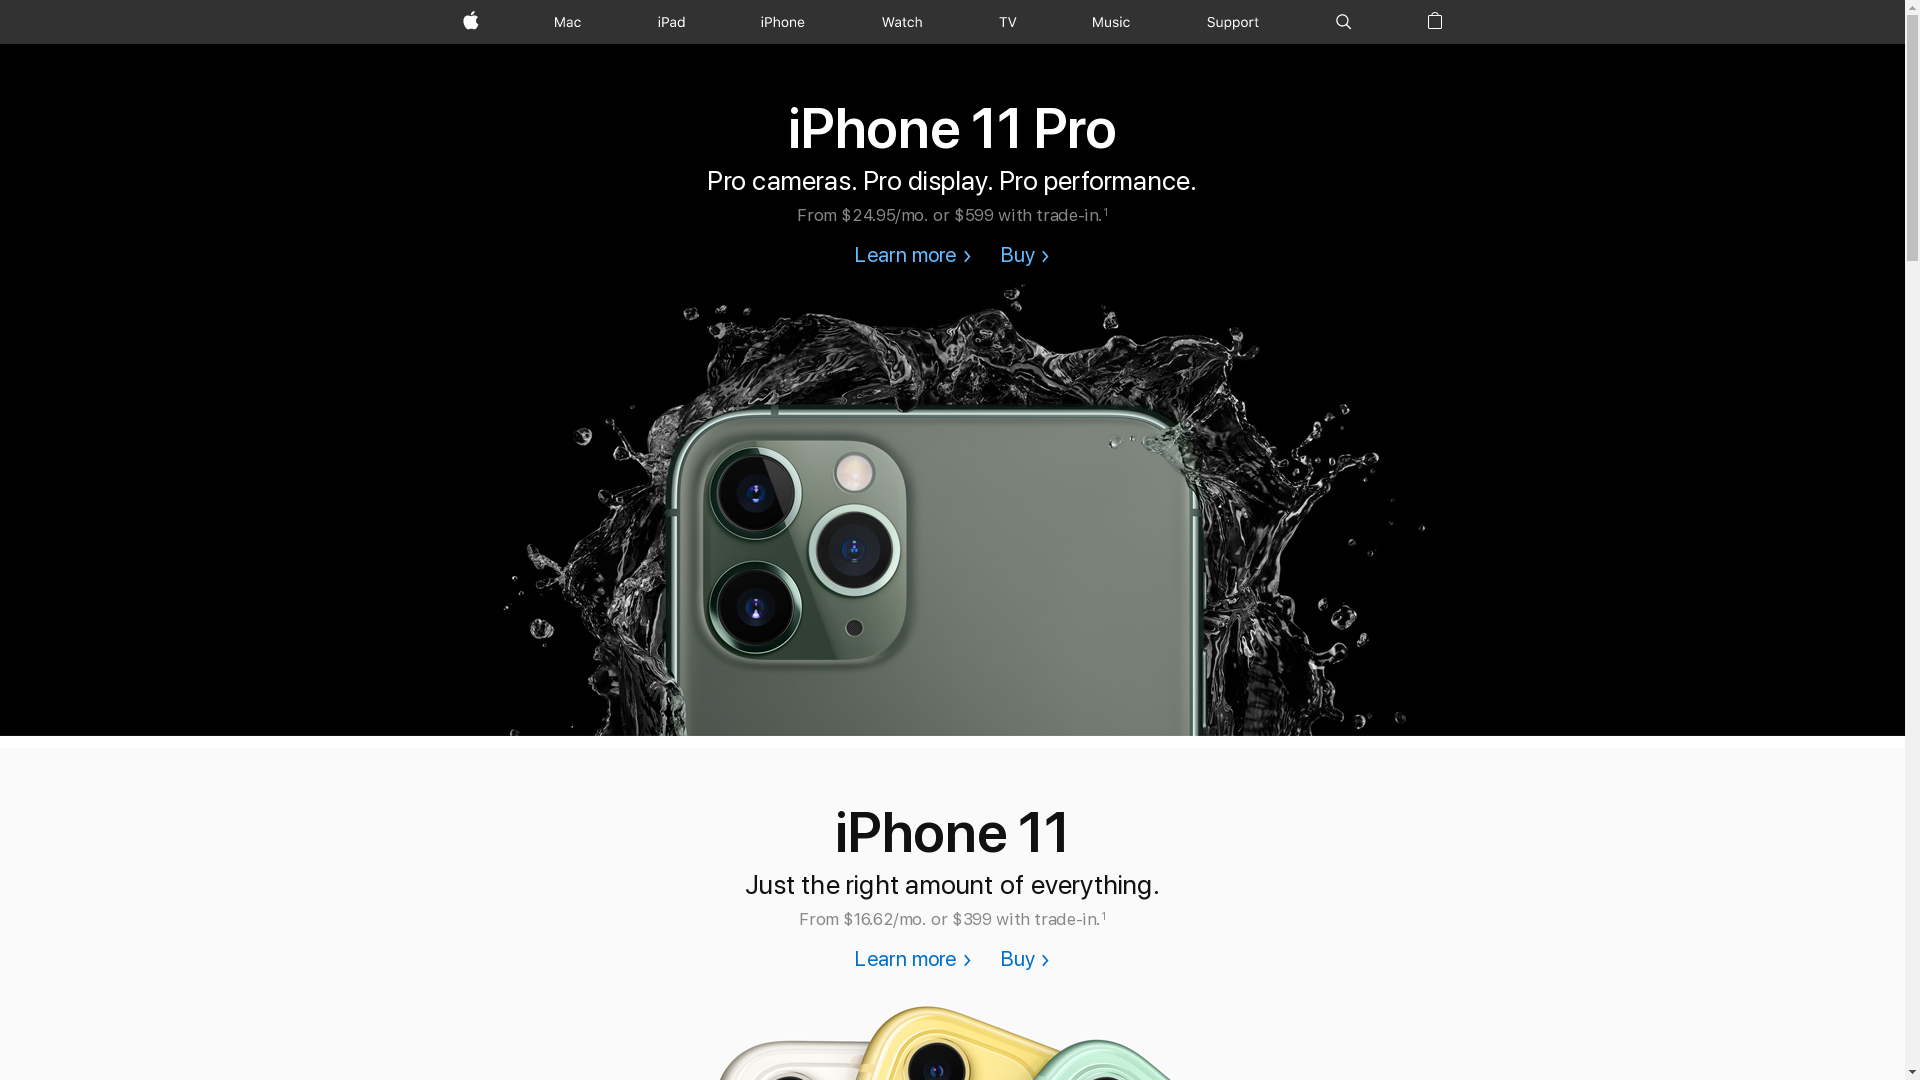 Mac iPad iPhone Watch TV Music Support
iPhone 11 Pro
Pro cameras. Pro display. Pro performance.
From $24.95/mo. or $599 with trade-in.¹
Learn more > Buy >
iPhone 11
Just the right amount of everything.
From $16.62/mo. or $399 with trade-in.¹
Learn more > Buy >